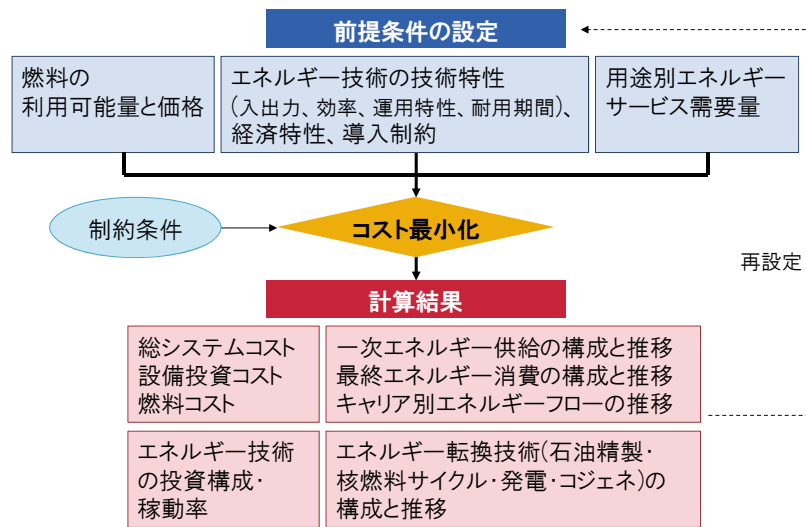 前提条件の設定
燃料の
利用可能量と価格
エネルギー技術の技術特性
(入出力、効率、運用特性、耐用期間)、
経済特性、導入制約
用途別エネルギー
サービス需要量
制約条件
コスト最小化
再設定
計算結果
総システムコスト
設備投資コスト
燃料コスト
一次エネルギー供給の構成と推移
最終エネルギー消費の構成と推移
キャリア別エネルギーフローの推移
エネルギー技術
の投資構成・
稼動率
エネルギー転換技術(石油精製・
核燃料サイクル・発電・コジェネ)の
構成と推移